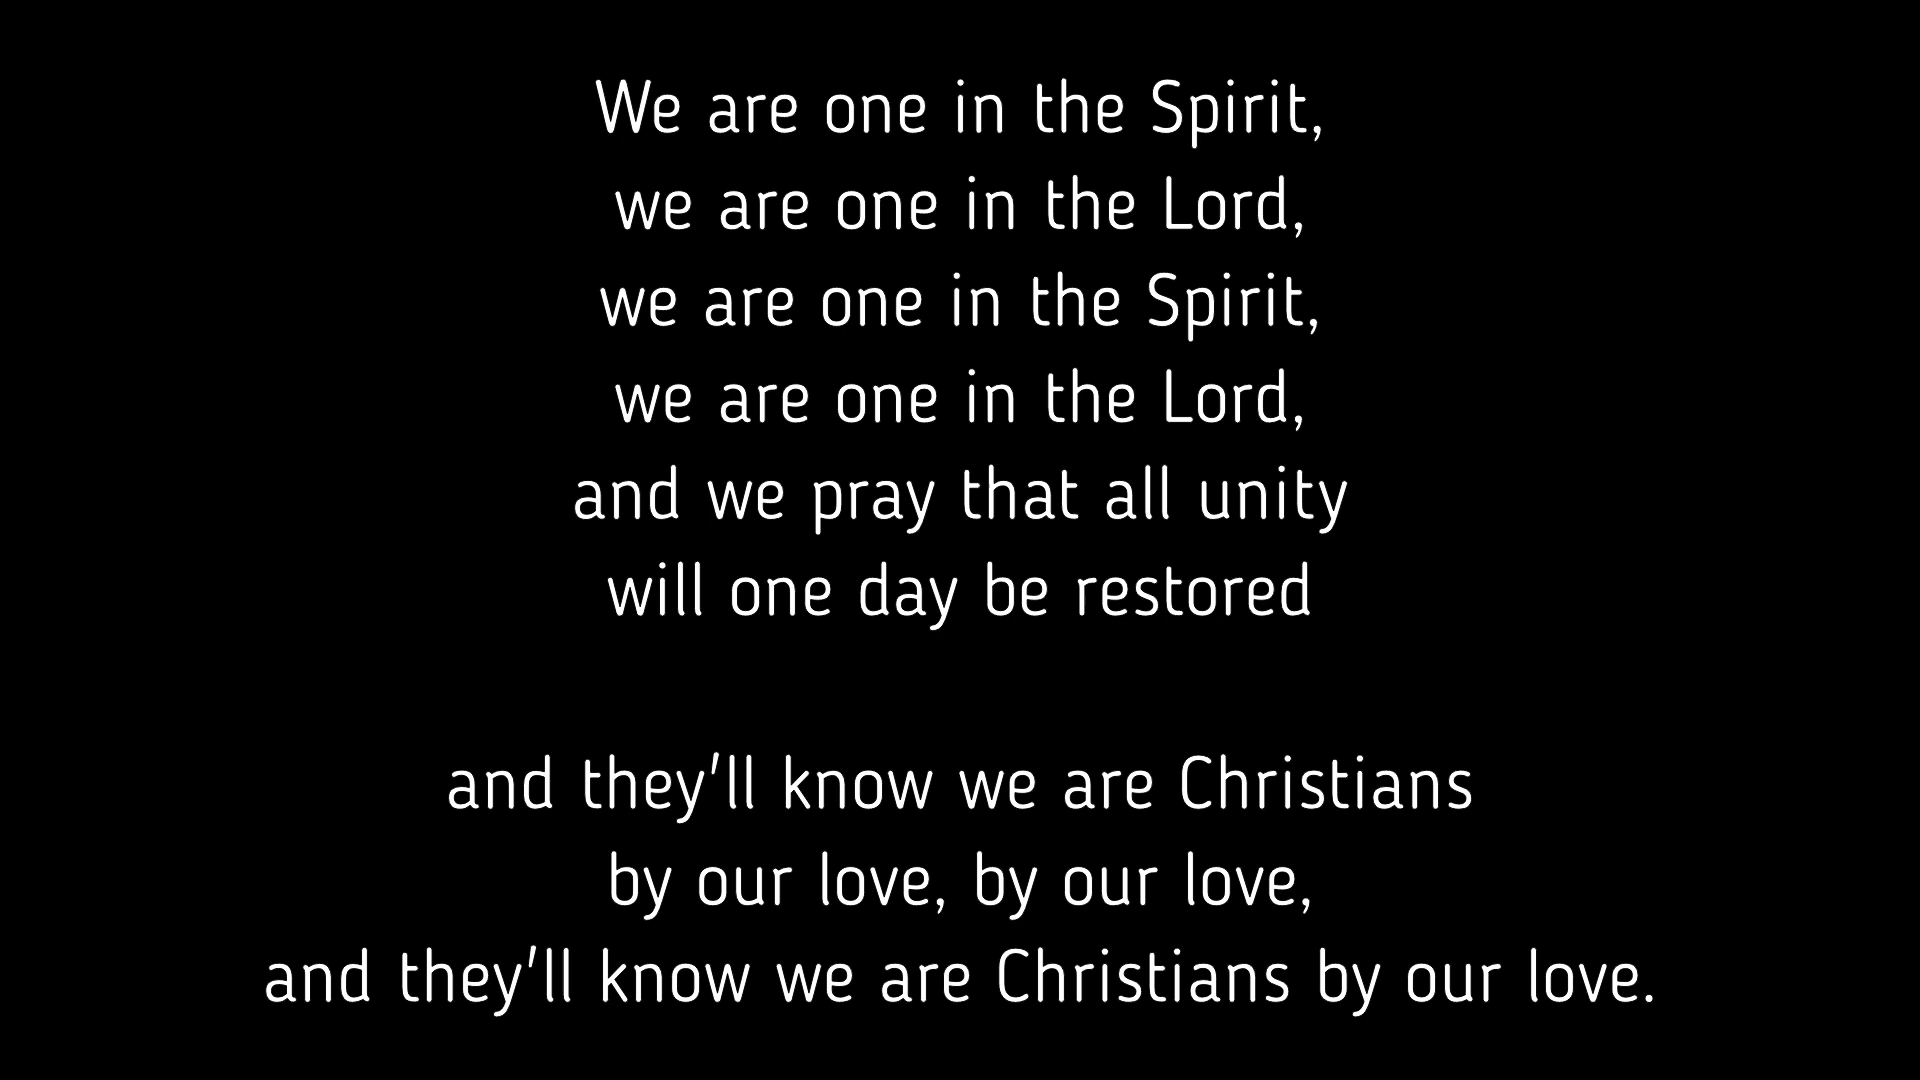 We are one in the Spirit,
we are one in the Lord,
we are one in the Spirit,
we are one in the Lord,
and we pray that all unity
will one day be restored
and they'll know we are Christians
by our love, by our love,
and they'll know we are Christians by our love.